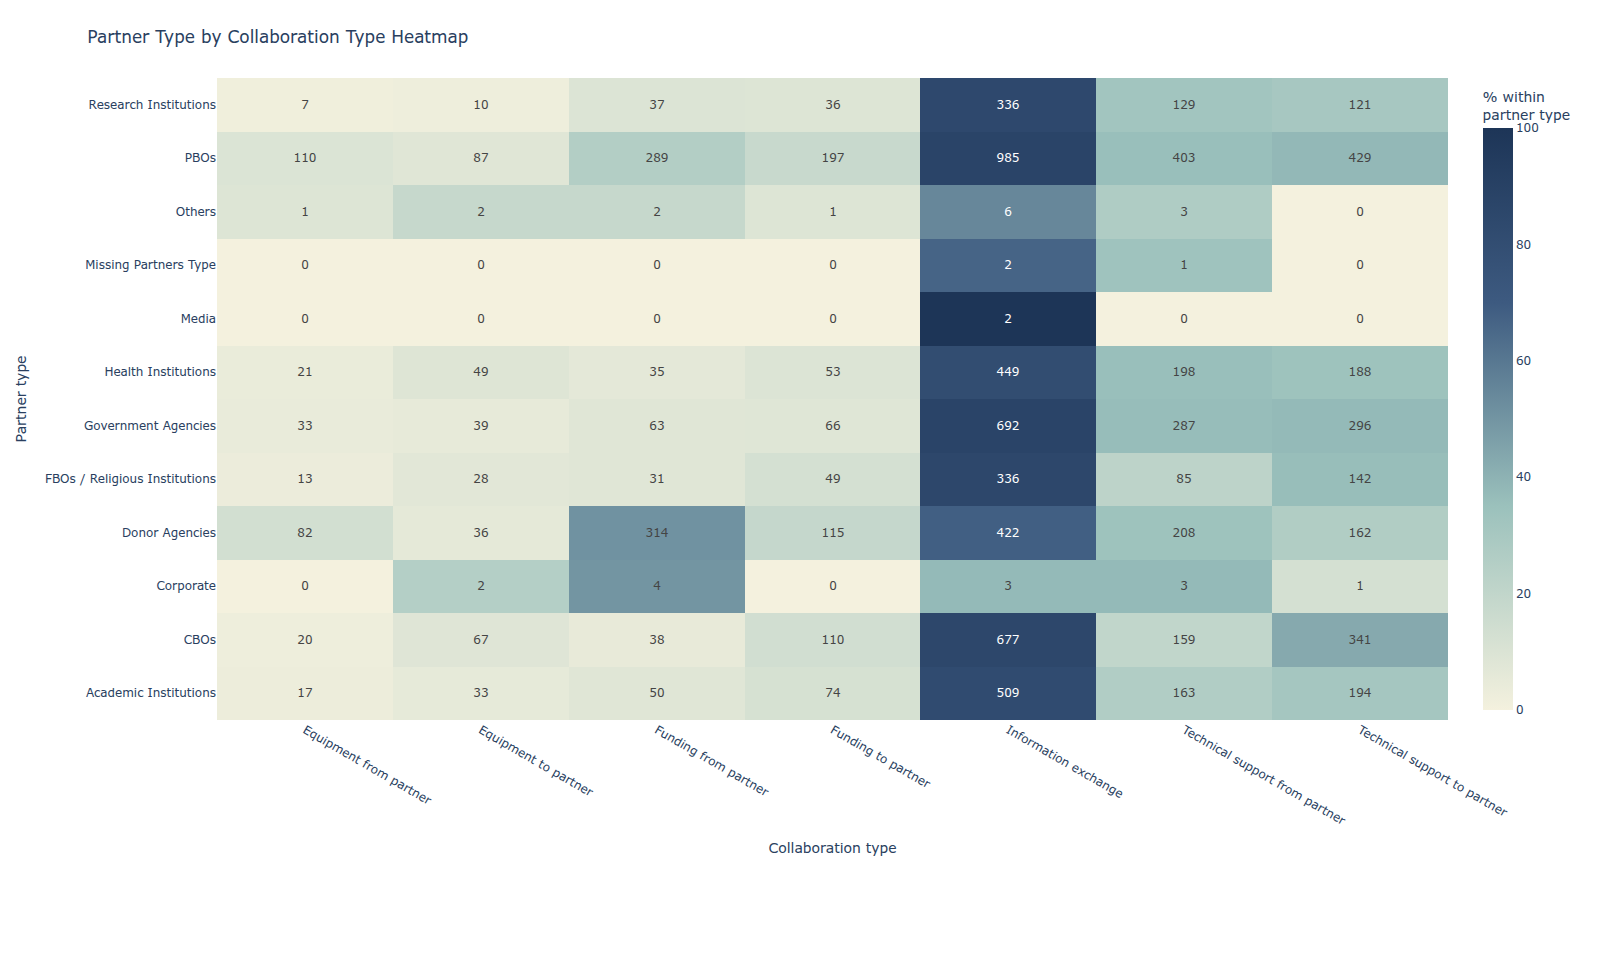 Partner Type by Collaboration Type Heatmap
% within
partner type
100
80
60
40
20
0
Partner type
Research Institutions 7 10 37 36 336 129 121
PBOs 110 87 289 197 985 403 429
Others 1 2 2 1 6 3 0
Missing Partners Type 0 0 0 0 2 1 0
Media 0 0 0 0 2 0 0
Health Institutions 21 49 35 53 449 198 188
Government Agencies 33 39 63 66 692 287 296
FBOs / Religious Institutions 13 28 31 49 336 85 142
Donor Agencies 82 36 314 115 422 208 162
Corporate 0 2 4 0 3 3 1
CBOs 20 67 38 110 677 159 341
Academic Institutions 17 33 50 74 509 163 194
Equipment from partner
Equipment to partner
Funding from partner
Funding to partner
Information exchange
Technical support from partner
Technical support to partner
Collaboration type